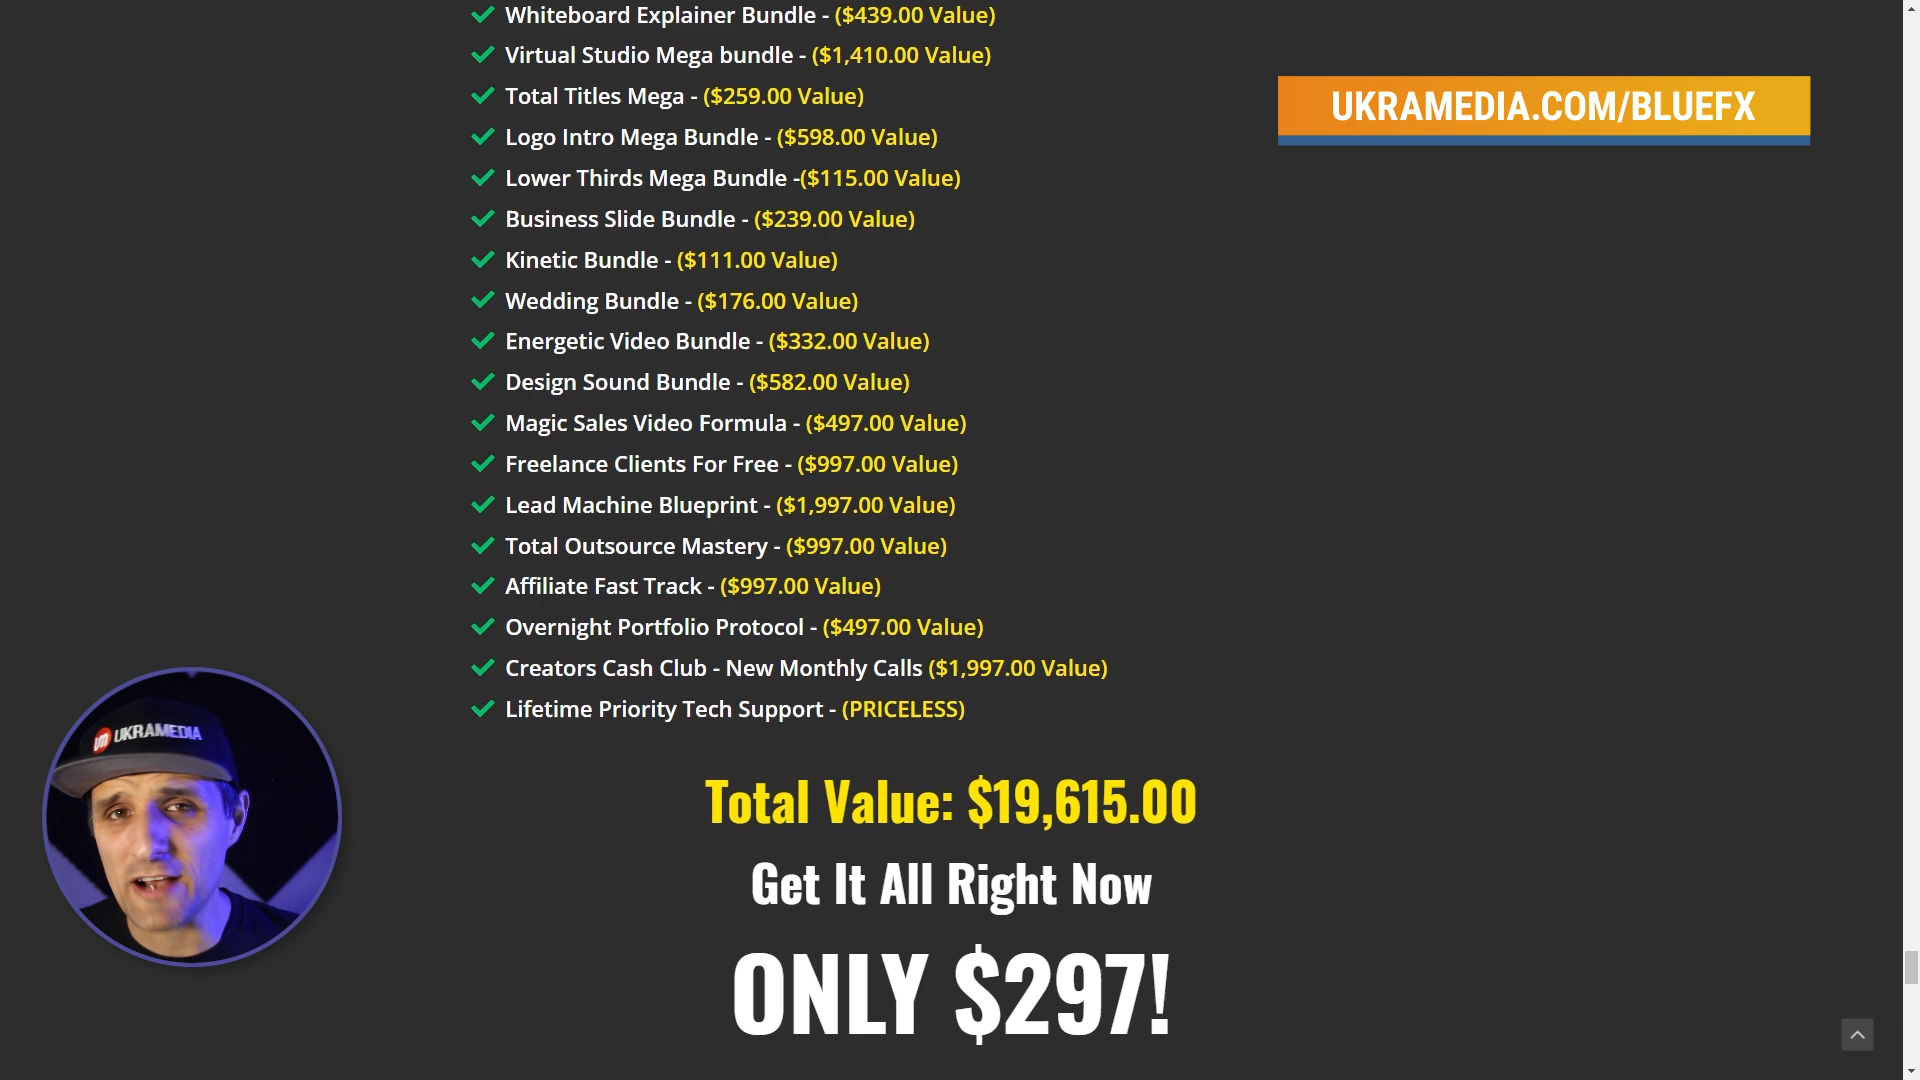 Whiteboard Explainer Bundle - ($439.00 Value)
Virtual Studio Mega bundle - ($1,410.00 Value)
Total Titles Mega - ($259.00 Value)
Logo Intro Mega Bundle - ($598.00 Value)
Lower Thirds Mega Bundle -($115.00 Value)
Business Slide Bundle - ($239.00 Value)
Kinetic Bundle - ($111.00 Value)
Wedding Bundle - ($176.00 Value)
Energetic Video Bundle - ($332.00 Value)
Design Sound Bundle - ($582.00 Value)
Magic Sales Video Formula - ($497.00 Value)
Freelance Clients For Free - ($997.00 Value)
Lead Machine Blueprint - ($1,997.00 Value)
Total Outsource Mastery - ($997.00 Value)
Affiliate Fast Track - ($997.00 Value)
Overnight Portfolio Protocol - ($497.00 Value)
Creators Cash Club - New Monthly Calls ($1,997.00 Value)
Lifetime Priority Tech Support - (PRICELESS)
Total Value: $19,615.00
Get It All Right Now
ONLY $297!
UKRAMEDIA.COM/BLUEFX
UKRAMEDIA